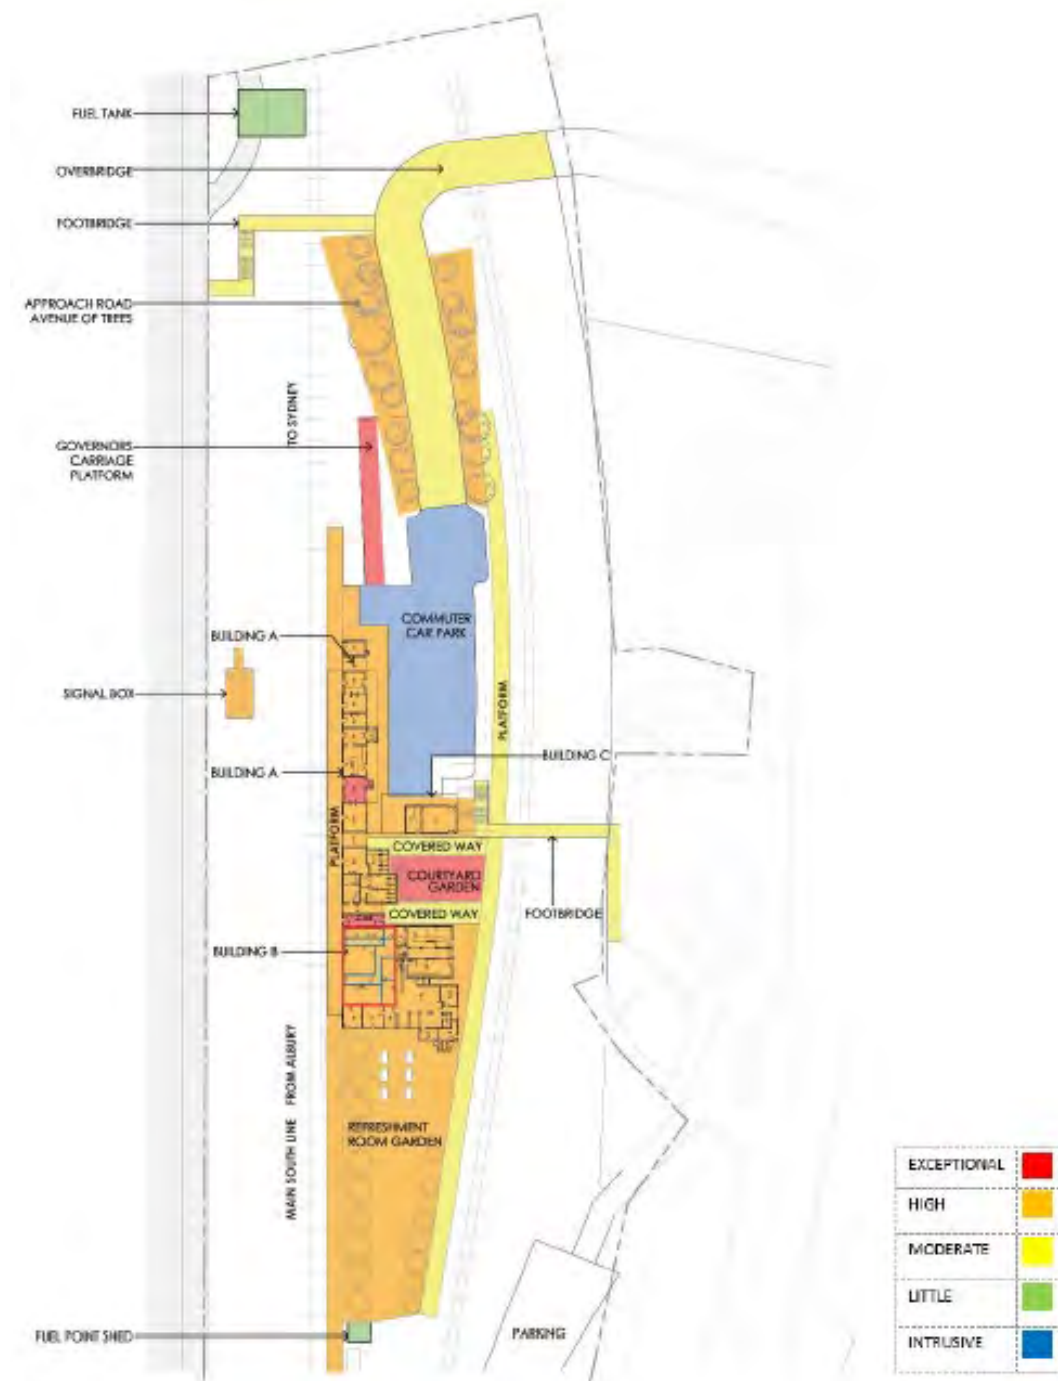 FUEL TANK
OVERBRIDGE
FOOTBRIDGE
APPROACH ROAD
AVENUE OF TREES
TO SYDNEY
GOVERNORS
CARRIAGE
PLATFORM
COMMUTER
CAR PARK
BUILDING A
SIGNAL BOX
PLATFORM
BUILDING C
BUILDING A
PLATFORM
COVERED WAY
COURTYARD
GARDEN
COVERED WAY
FOOTBRIDGE
BUILDING B
MAIN SOUTH LINE FROM ALBURY
REFRESHMENT
ROOM GARDEN
FUEL POINT SHED
PARKING
EXCEPTIONAL
HIGH
MODERATE
LITTLE
INTRUSIVE